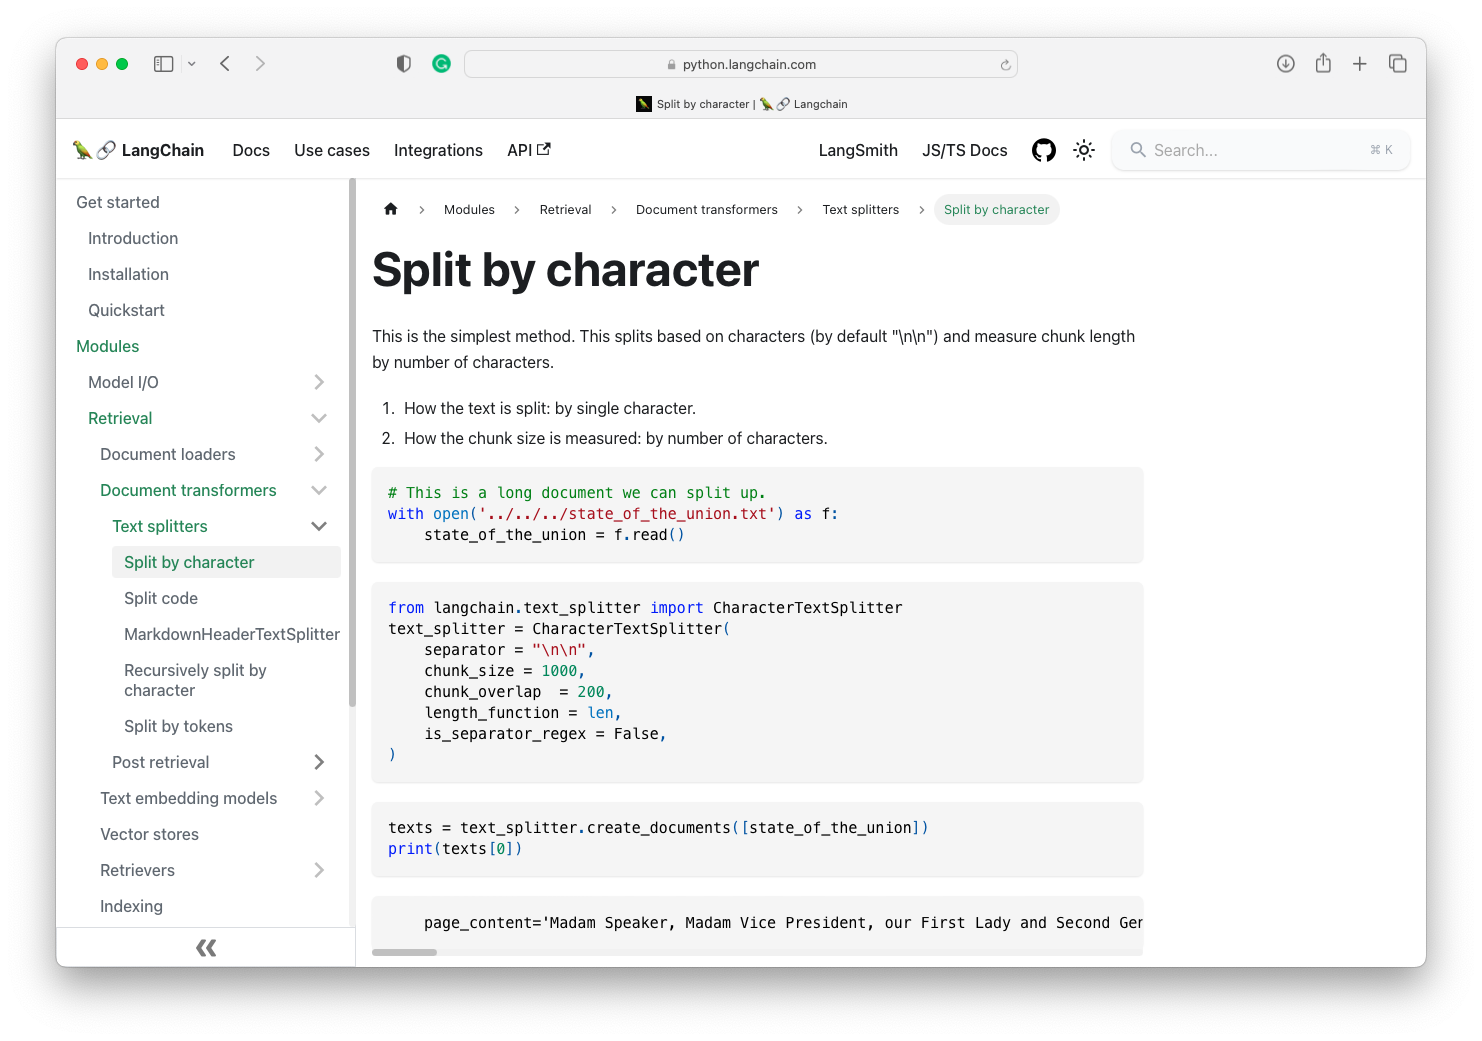 python.langchain.com
Split by character | Langchain
LangChain Docs Use cases Integrations API LangSmith JS/TS Docs Search... ⌘ K
Get started
Introduction
Installation
Quickstart
Modules
Model I/O
Retrieval
Document loaders
Document transformers
Text splitters
Split by character
Split code
MarkdownHeaderTextSplitter
Recursively split by
character
Split by tokens
Post retrieval
Text embedding models
Vector stores
Retrievers
Indexing
Modules Retrieval Document transformers Text splitters Split by character
Split by character
This is the simplest method. This splits based on characters (by default "\n\n") and measure chunk length
by number of characters.
1. How the text is split: by single character.
2. How the chunk size is measured: by number of characters.
# This is a long document we can split up.
with open('../../../state_of_the_union.txt') as f:
    state_of_the_union = f.read()
from langchain.text_splitter import CharacterTextSplitter
text_splitter = CharacterTextSplitter(
    separator = "\n\n",
    chunk_size = 1000,
    chunk_overlap  = 200,
    length_function = len,
    is_separator_regex = False,
)
texts = text_splitter.create_documents([state_of_the_union])
print(texts[0])
    page_content='Madam Speaker, Madam Vice President, our First Lady and Second Gen